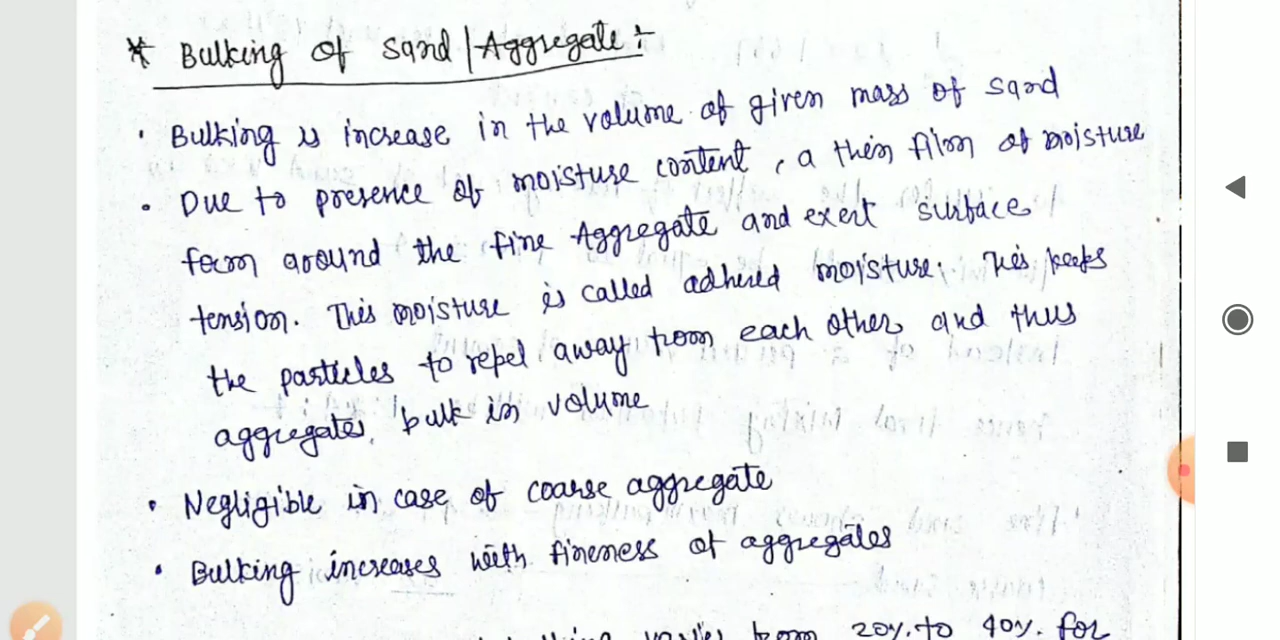 * Bulking of Sand/Aggregate :-
• Bulking is increase in the volume of given mass of sand
• Due to presence of moisture content, a thin film of moisture
form around the fine Aggregate and exert surface
tension. This moisture is called adhered moisture. This keeps
the particles to repel away from each other and thus
aggregates bulk in volume
• Negligible in case of coarse aggregate
• Bulking increases with fineness of aggregates
bulking varies from 20% to 40% for